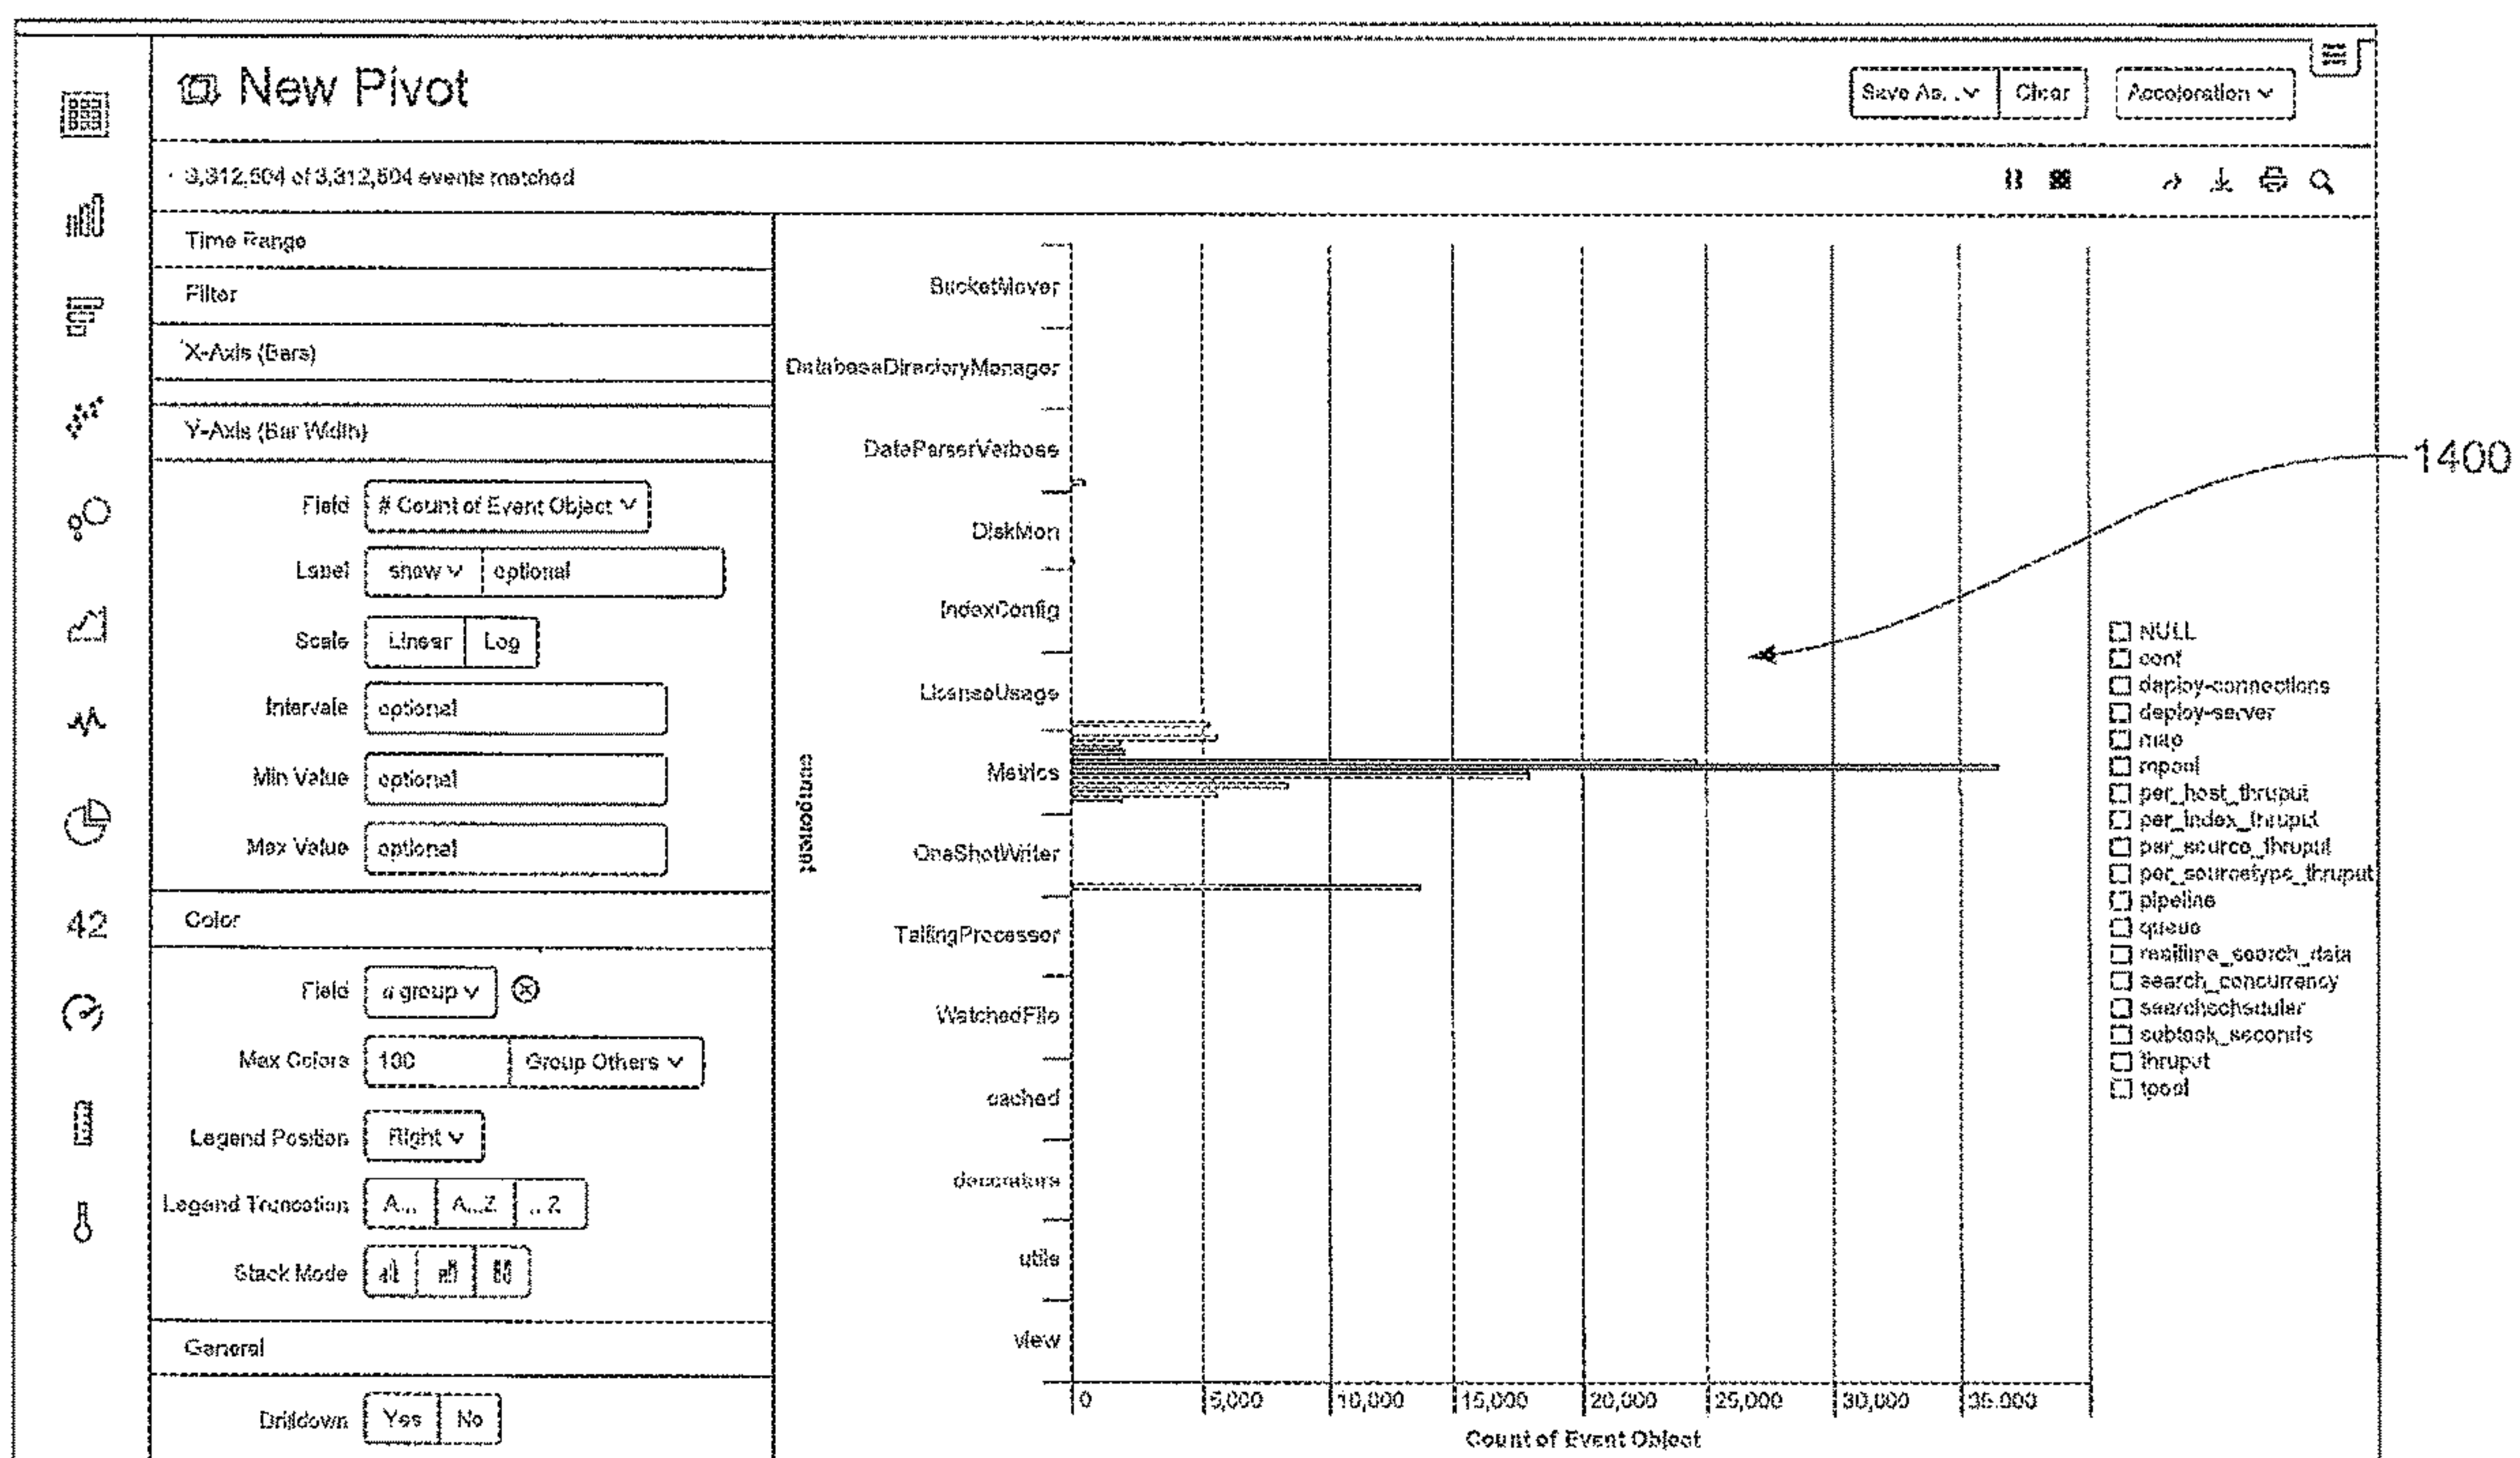 New Pivot
Save As... Clear Acceleration
3,312,504 of 3,312,504 events matched
Time Range
Filter
X-Axis (Bars)
Y-Axis (Bar Width)
Field # Count of Event Object
Label show optional
Scale Linear Log
Intervals optional
Min Value optional
Max Value optional
Color
Field a group
Max Colors 100 Group Others
Legend Position Right
Legend Truncation A... A...Z ...Z
Stack Mode
General
Drilldown Yes No
42
component
BucketMover
DatabaseDirectoryManager
DataParserVerbose
DiskMon
IndexConfig
LicenseUsage
Metrics
OneShotWriter
TailingProcessor
WatchedFile
cached
decorators
utils
view
0 5,000 10,000 15,000 20,000 25,000 30,000 35,000
Count of Event Object
1400
NULL
conf
deploy-connections
deploy-server
map
mpool
per_host_thruput
per_index_thruput
per_source_thruput
per_sourcetype_thruput
pipeline
queue
realtime_search_data
search_concurrency
searchscheduler
subtask_seconds
thruput
tpool